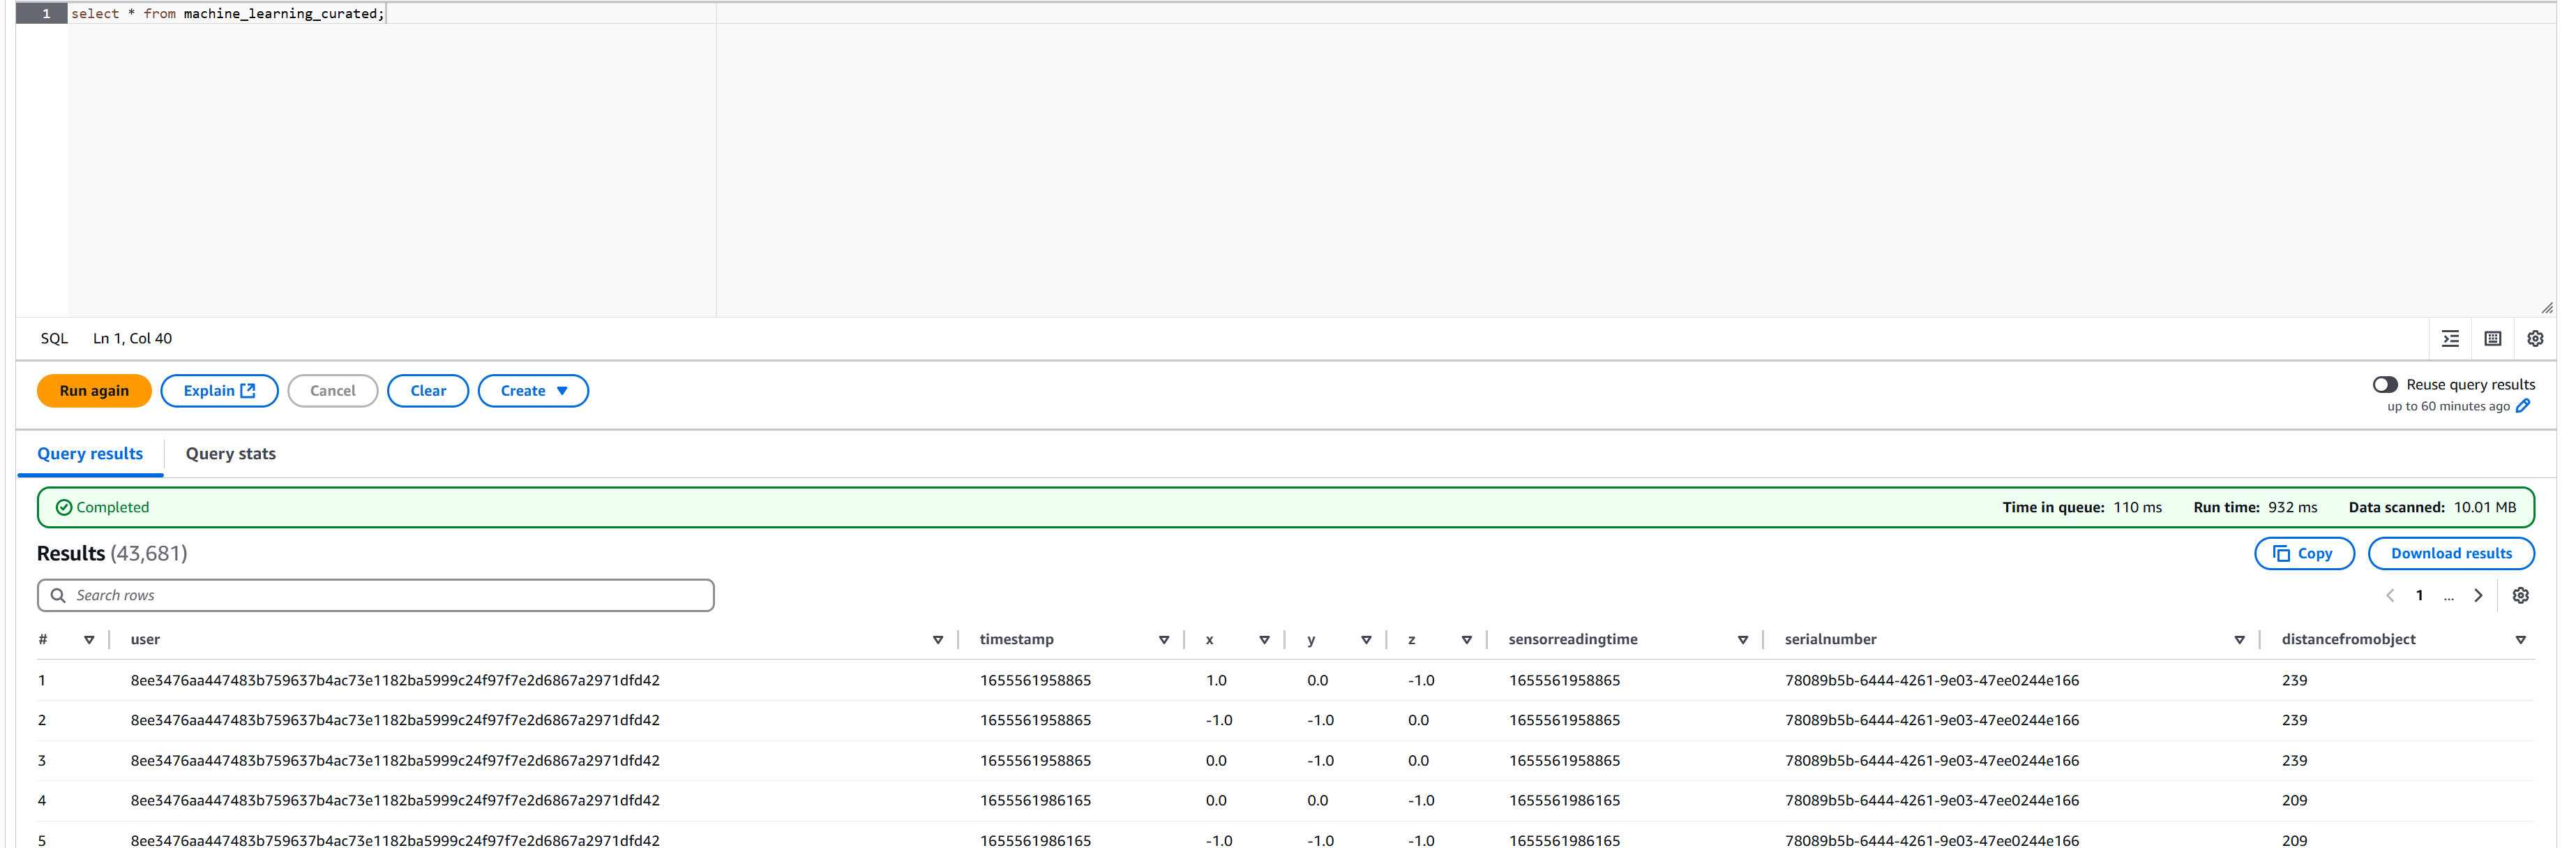 1 select * from machine_learning_curated;
SQL Ln 1, Col 40
Run again Explain Cancel Clear Create Reuse query results
up to 60 minutes ago
Query results Query stats
Completed Time in queue: 110 ms Run time: 932 ms Data scanned: 10.01 MB
Results (43,681) Copy Download results
Search rows 1 ...
# user timestamp x y z sensorreadingtime serialnumber distancefromobject
1 8ee3476aa447483b759637b4ac73e1182ba5999c24f97f7e2d6867a2971dfd42 1655561958865 1.0 0.0 -1.0 1655561958865 78089b5b-6444-4261-9e03-47ee0244e166 239
2 8ee3476aa447483b759637b4ac73e1182ba5999c24f97f7e2d6867a2971dfd42 1655561958865 -1.0 -1.0 0.0 1655561958865 78089b5b-6444-4261-9e03-47ee0244e166 239
3 8ee3476aa447483b759637b4ac73e1182ba5999c24f97f7e2d6867a2971dfd42 1655561958865 0.0 -1.0 0.0 1655561958865 78089b5b-6444-4261-9e03-47ee0244e166 239
4 8ee3476aa447483b759637b4ac73e1182ba5999c24f97f7e2d6867a2971dfd42 1655561986165 0.0 0.0 -1.0 1655561986165 78089b5b-6444-4261-9e03-47ee0244e166 209
5 8ee3476aa447483b759637b4ac73e1182ba5999c24f97f7e2d6867a2971dfd42 1655561986165 -1.0 -1.0 -1.0 1655561986165 78089b5b-6444-4261-9e03-47ee0244e166 209